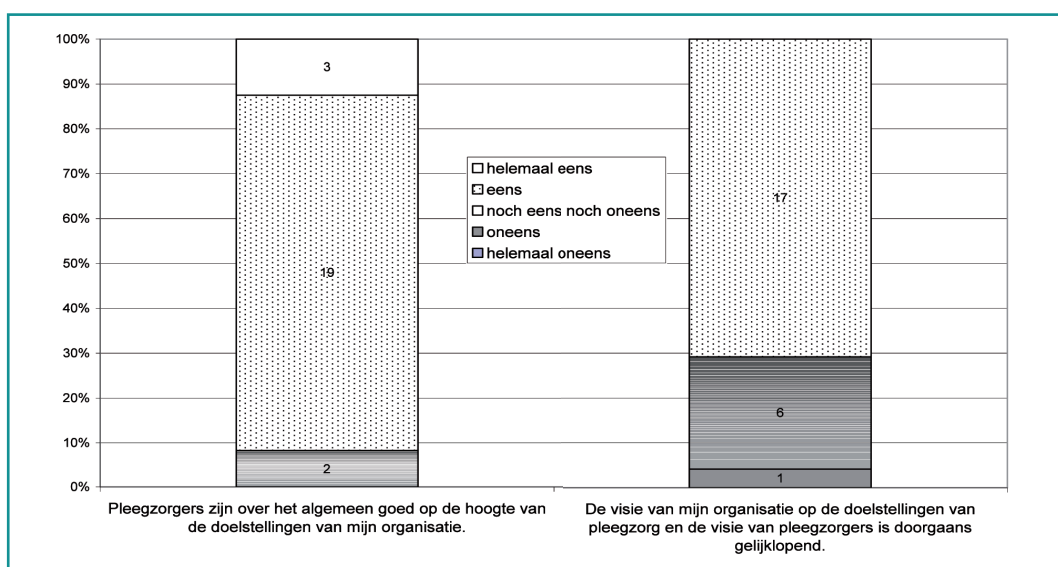 100%
90%
80%
70%
60%
50%
40%
30%
20%
10%
0%
3
19
2
17
6
1
helemaal eens
eens
noch eens noch oneens
oneens
helemaal oneens
Pleegzorgers zijn over het algemeen goed op de hoogte van
de doelstellingen van mijn organisatie.
De visie van mijn organisatie op de doelstellingen van
pleegzorg en de visie van pleegzorgers is doorgaans
gelijklopend.